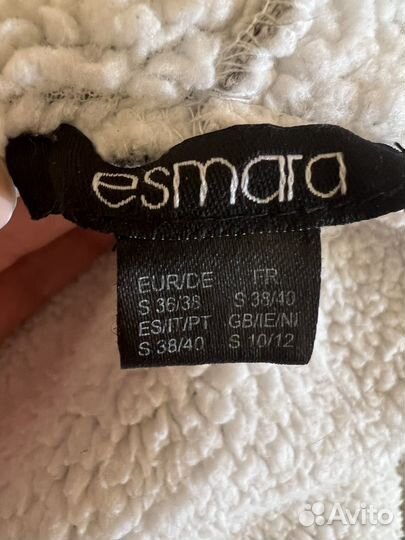 esmara
EUR/DE FR
S 36/38 S 38/40
ES/IT/PT GB/IE/NI
S 38/40 S 10/12
Avito